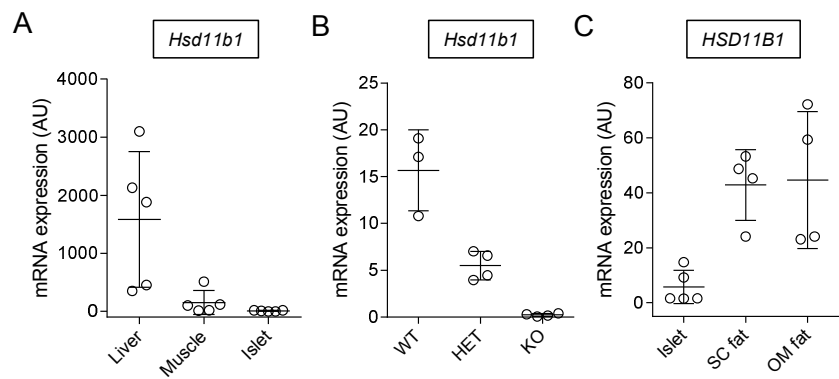 A
Hsd11b1
mRNA expression (AU)
4000
3000
2000
1000
0
Liver
Muscle
Islet
B
Hsd11b1
mRNA expression (AU)
25
20
15
10
5
0
WT
HET
KO
C
HSD11B1
mRNA expression (AU)
80
60
40
20
0
Islet
SC fat
OM fat